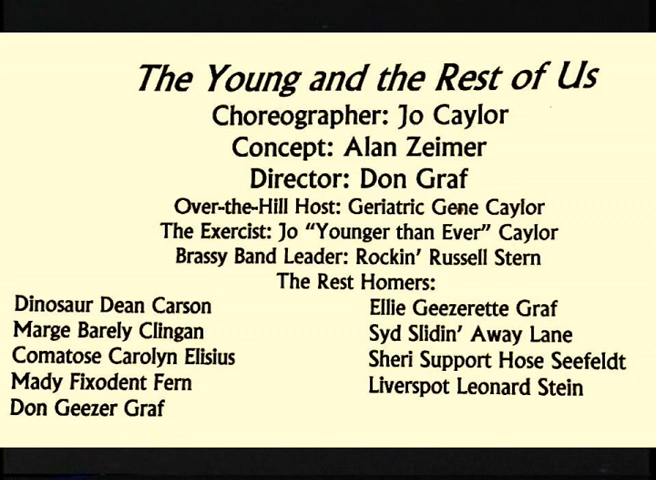 The Young and the Rest of Us
Choreographer: Jo Caylor
Concept: Alan Zeimer
Director: Don Graf
Over-the-Hill Host: Geriatric Gene Caylor
The Exercist: Jo “Younger than Ever” Caylor
Brassy Band Leader: Rockin’ Russell Stern
The Rest Homers:
Dinosaur Dean Carson
Marge Barely Clingan
Comatose Carolyn Elisius
Mady Fixodent Fern
Don Geezer Graf
Ellie Geezerette Graf
Syd Slidin’ Away Lane
Sheri Support Hose Seefeldt
Liverspot Leonard Stein